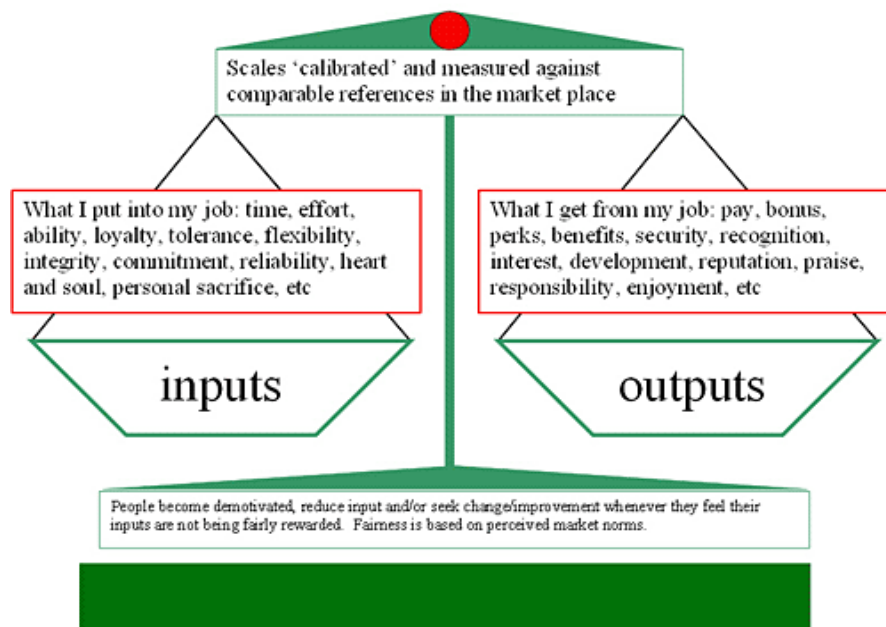 Scales ‘calibrated’ and measured against
comparable references in the market place
What I put into my job: time, effort,
ability, loyalty, tolerance, flexibility,
integrity, commitment, reliability, heart
and soul, personal sacrifice, etc
What I get from my job: pay, bonus,
perks, benefits, security, recognition,
interest, development, reputation, praise,
responsibility, enjoyment, etc
inputs
outputs
People become demotivated, reduce input and/or seek change/improvement whenever they feel their
inputs are not being fairly rewarded.  Fairness is based on perceived market norms.